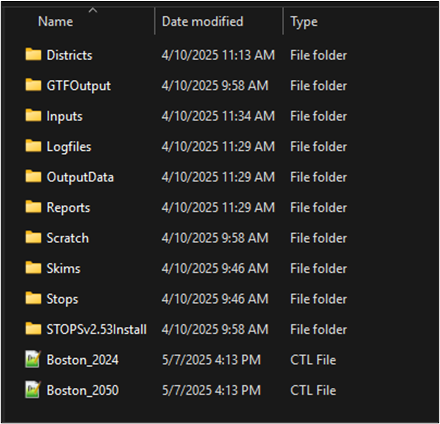 Name Date modified Type
Districts 4/10/2025 11:13 AM File folder
GTFOutput 4/10/2025 9:58 AM File folder
Inputs 4/10/2025 11:34 AM File folder
Logfiles 4/10/2025 11:29 AM File folder
OutputData 4/10/2025 11:29 AM File folder
Reports 4/10/2025 11:29 AM File folder
Scratch 4/10/2025 9:58 AM File folder
Skims 4/10/2025 9:46 AM File folder
Stops 4/10/2025 9:46 AM File folder
STOPSv2.53Install 4/10/2025 9:58 AM File folder
Boston_2024 5/7/2025 4:13 PM CTL File
Boston_2050 5/7/2025 4:13 PM CTL File